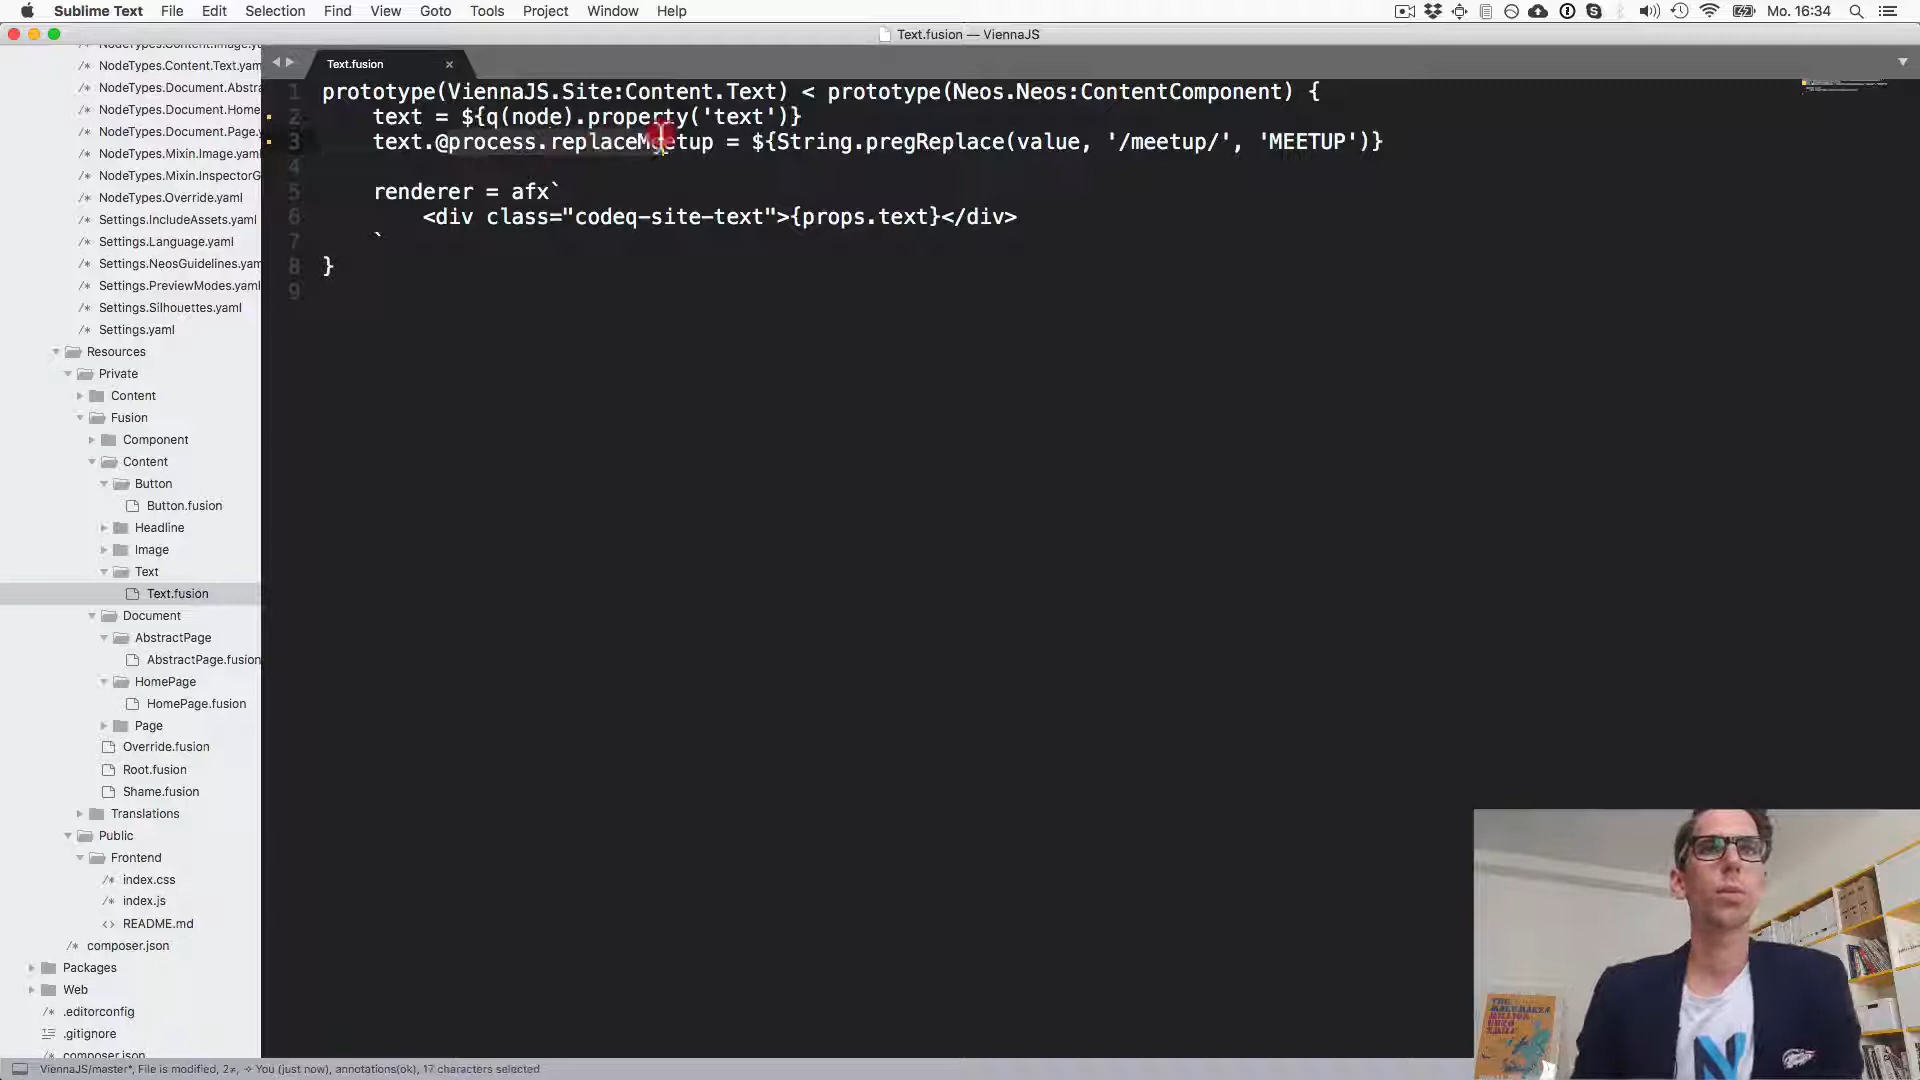 Sublime Text File Edit Selection Find View Goto Tools Project Window Help Mo. 16:34
Text.fusion — ViennaJS
NodeTypes.Content.Image.ya
NodeTypes.Content.Text.yam
NodeTypes.Document.Abstra
NodeTypes.Document.Home
NodeTypes.Document.Page.y
NodeTypes.Mixin.Image.yaml
NodeTypes.Mixin.InspectorG
NodeTypes.Override.yaml
Settings.IncludeAssets.yaml
Settings.Language.yaml
Settings.NeosGuidelines.yam
Settings.PreviewModes.yaml
Settings.Silhouettes.yaml
Settings.yaml
Resources
Private
Content
Fusion
Component
Content
Button
Button.fusion
Headline
Image
Text
Text.fusion
Document
AbstractPage
AbstractPage.fusion
HomePage
HomePage.fusion
Page
Override.fusion
Root.fusion
Shame.fusion
Translations
Public
Frontend
index.css
index.js
README.md
composer.json
Packages
Web
.editorconfig
.gitignore
composer.json
Text.fusion
1 prototype(ViennaJS.Site:Content.Text) < prototype(Neos.Neos:ContentComponent) {
2 text = ${q(node).property('text')}
3 text.@process.replaceMeetup = ${String.pregReplace(value, '/meetup/', 'MEETUP')}
4
5 renderer = afx`
6 <div class="codeq-site-text">{props.text}</div>
7 `
8 }
9
ViennaJS/master*, File is modified, 2≠, ✧ You (just now), annotations(ok), 17 characters selected